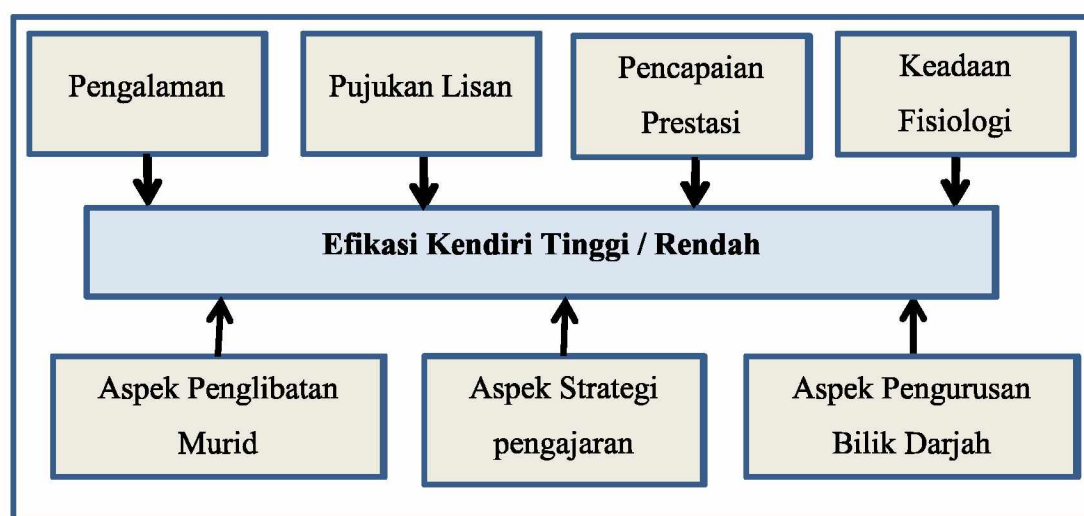 Pengalaman
Pujukan Lisan
Pencapaian
Prestasi
Keadaan
Fisiologi
Efikasi Kendiri Tinggi / Rendah
Aspek Penglibatan
Murid
Aspek Strategi
pengajaran
Aspek Pengurusan
Bilik Darjah